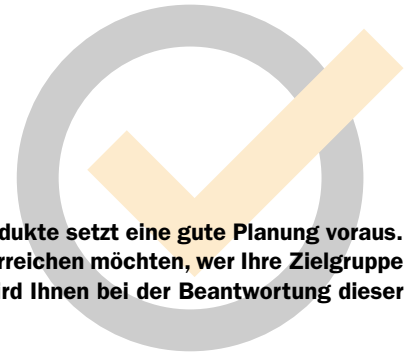 dukte setzt eine gute Planung voraus.
rreichen möchten, wer Ihre Zielgruppe
rd Ihnen bei der Beantwortung dieser